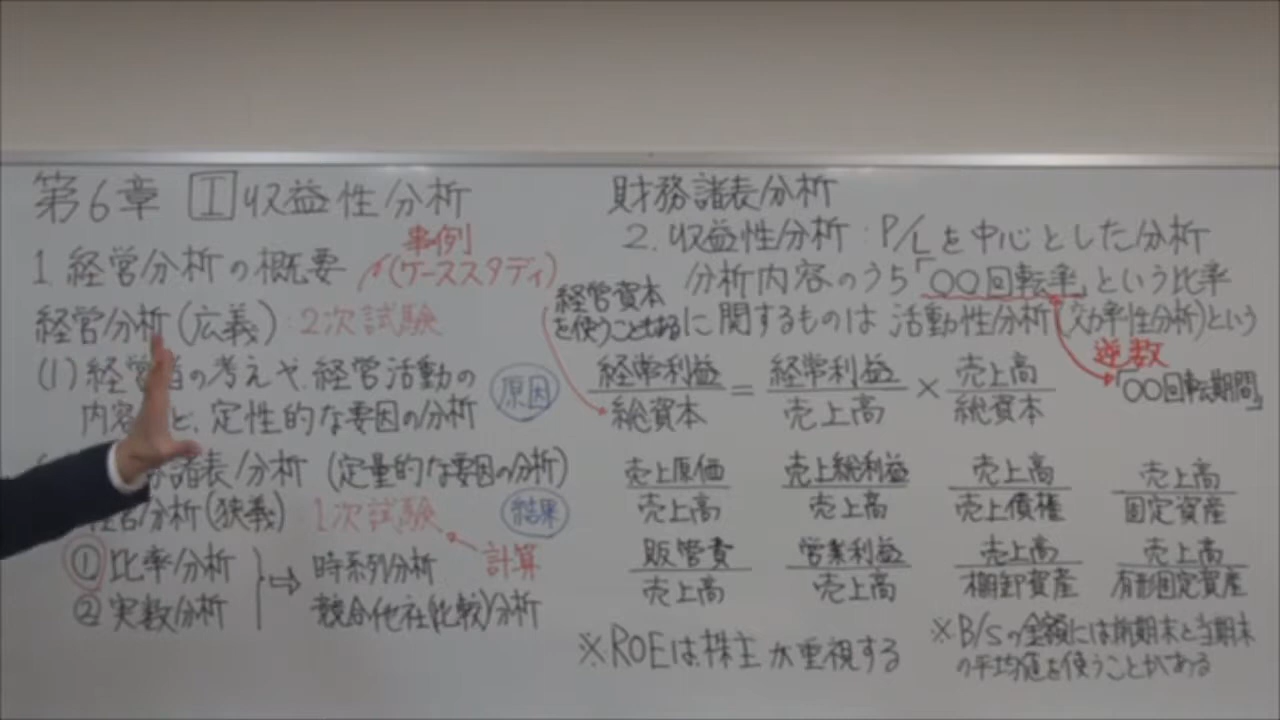 第6章 Ⅰ 収益性分析
1. 経営分析の概要
事例
(ケーススタディ)
経営分析(広義) : 2次試験
(1) 経営者の考えや、経営活動の
内容など、定性的な要因の分析
原因
諸表分析 (定量的な要因の分析)
経営分析(狭義) 1次試験
結果
計算
① 比率分析
② 実数分析
⇒ 時系列分析
競合他社(比較)分析
財務諸表分析
2. 収益性分析 : P/Lを中心とした分析
分析内容のうち「〇〇回転率」という比率
に関するものは 活動性分析(効率性分析)という
経営資本
を使うこともある
逆数
「〇〇回転期間」
経常利益/総資本 = 経常利益/売上高 × 売上高/総資本
売上原価/売上高 売上総利益/売上高 売上高/売上債権 売上高/固定資産
販管費/売上高 営業利益/売上高 売上高/棚卸資産 売上高/有形固定資産
※ROEは株主が重視する
※B/Sの金額には前期末と当期末
の平均値を使うことがある